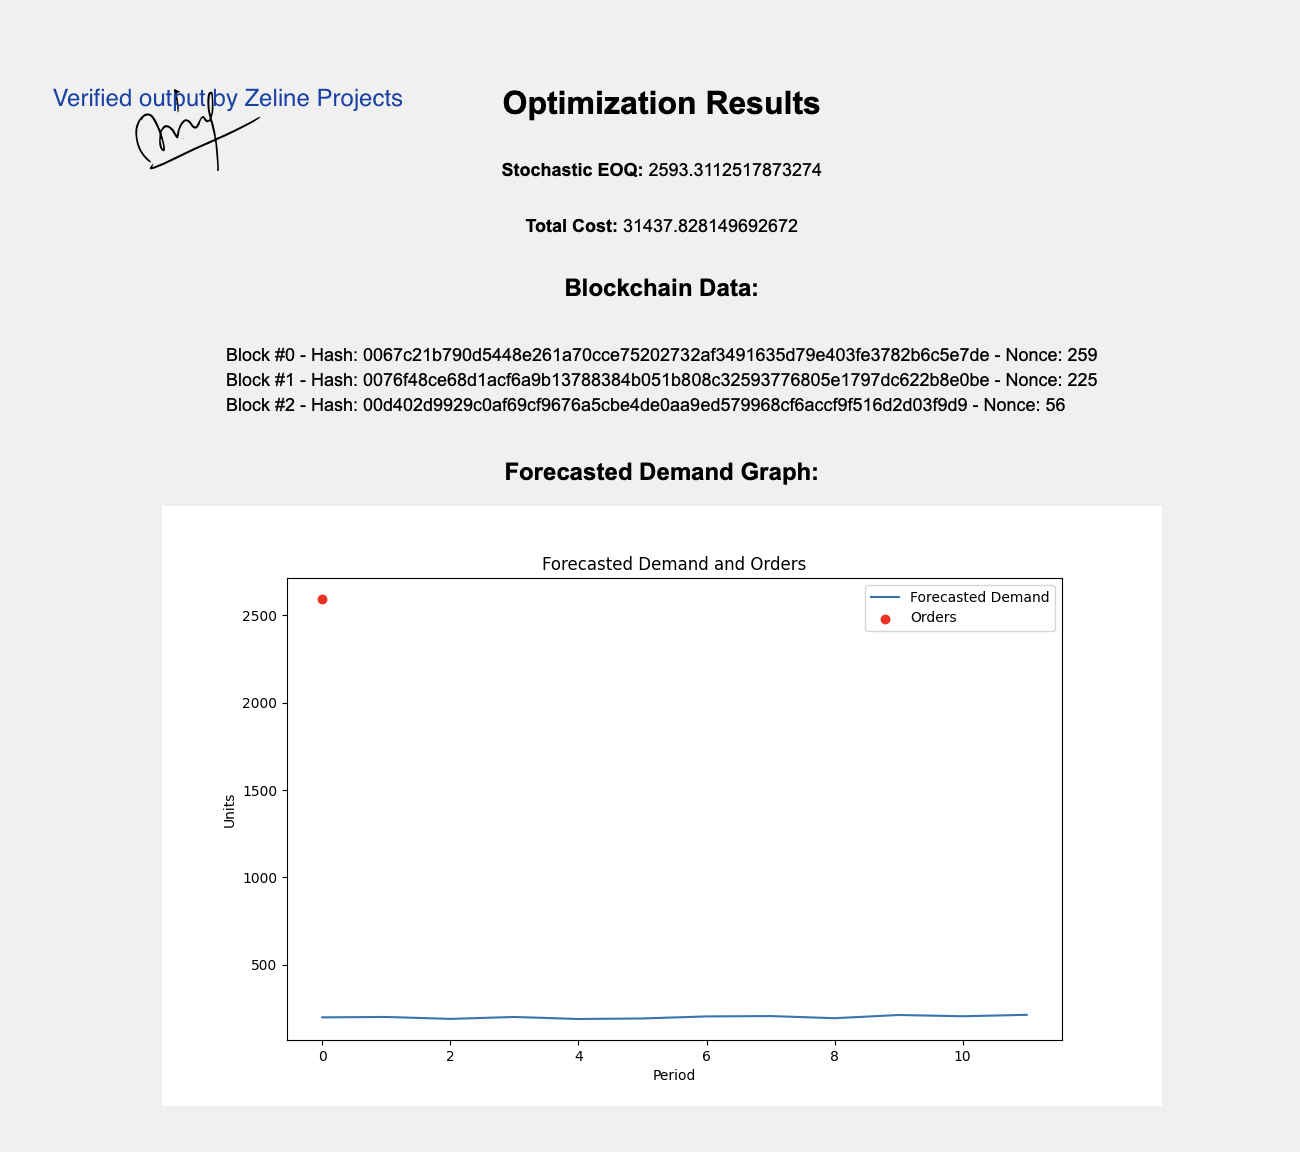 Verified output by Zeline Projects
Optimization Results
Stochastic EOQ: 2593.3112517873274
Total Cost: 31437.828149692672
Blockchain Data:
Block #0 - Hash: 0067c21b790d5448e261a70cce75202732af3491635d79e403fe3782b6c5e7de - Nonce: 259
Block #1 - Hash: 0076f48ce68d1acf6a9b13788384b051b808c32593776805e1797dc622b8e0be - Nonce: 225
Block #2 - Hash: 00d402d9929c0af69cf9676a5cbe4de0aa9ed579968cf6accf9f516d2d03f9d9 - Nonce: 56
Forecasted Demand Graph:
Forecasted Demand and Orders
Forecasted Demand
Orders
2500
2000
1500
1000
500
Units
0 2 4 6 8 10
Period